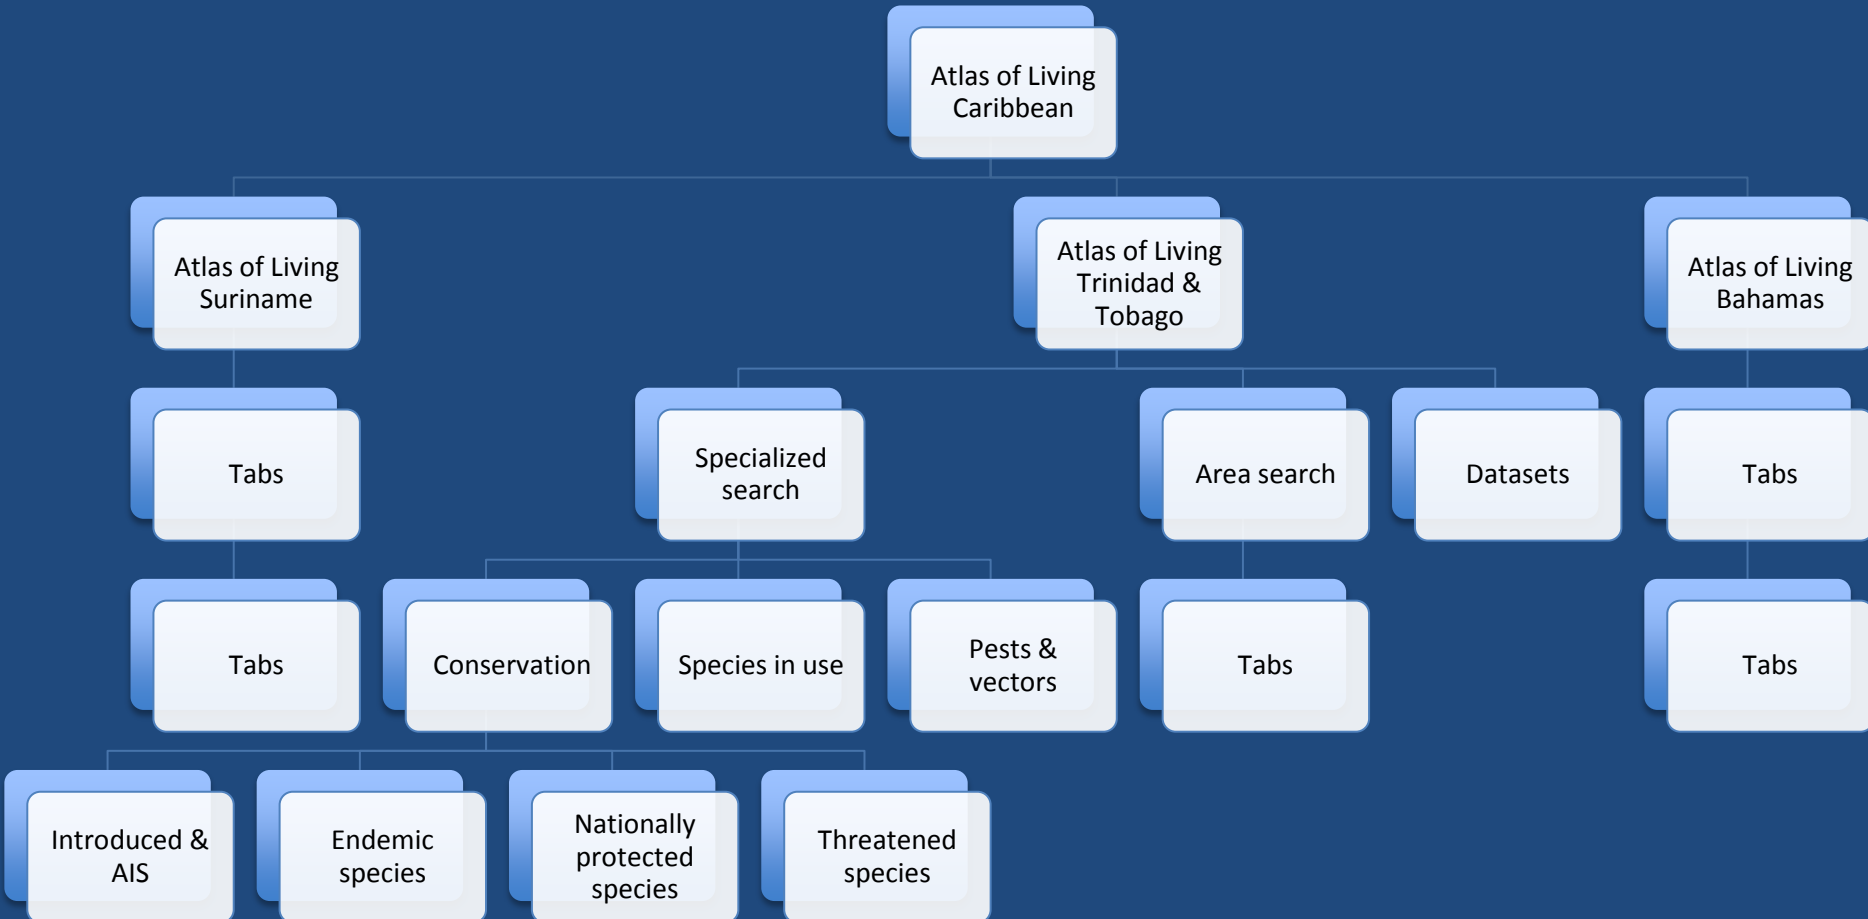 Atlas of Living
Caribbean
Atlas of Living
Suriname
Atlas of Living
Trinidad &
Tobago
Atlas of Living
Bahamas
Tabs
Specialized
search
Area search
Datasets
Tabs
Tabs
Conservation
Species in use
Pests &
vectors
Tabs
Tabs
Introduced &
AIS
Endemic
species
Nationally
protected
species
Threatened
species